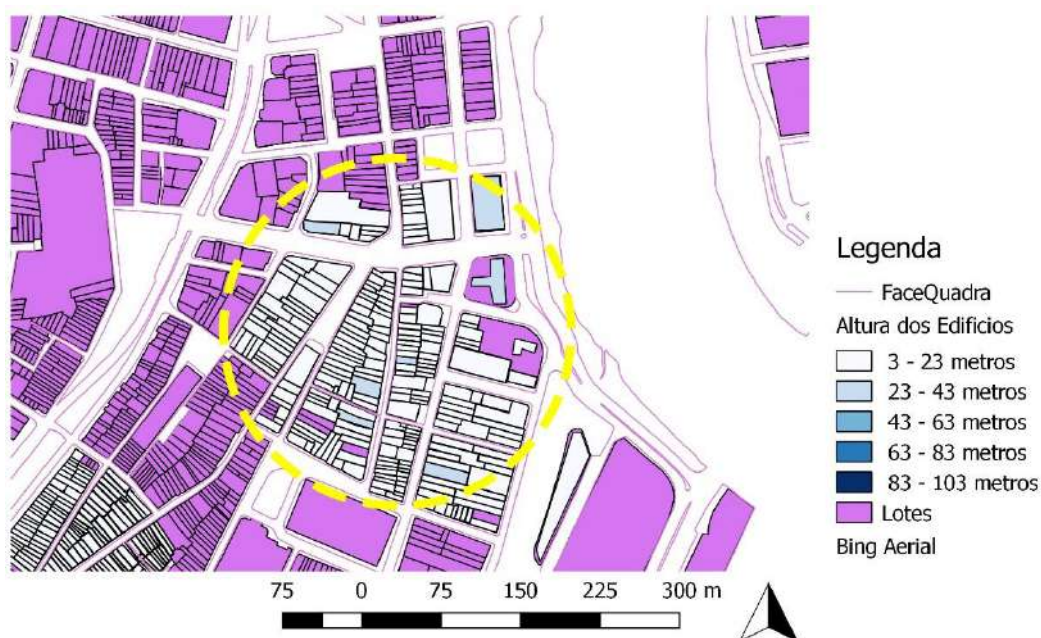 Legenda
FaceQuadra
Altura dos Edificios
3 - 23 metros
23 - 43 metros
43 - 63 metros
63 - 83 metros
83 - 103 metros
Lotes
Bing Aerial
75 0 75 150 225 300 m